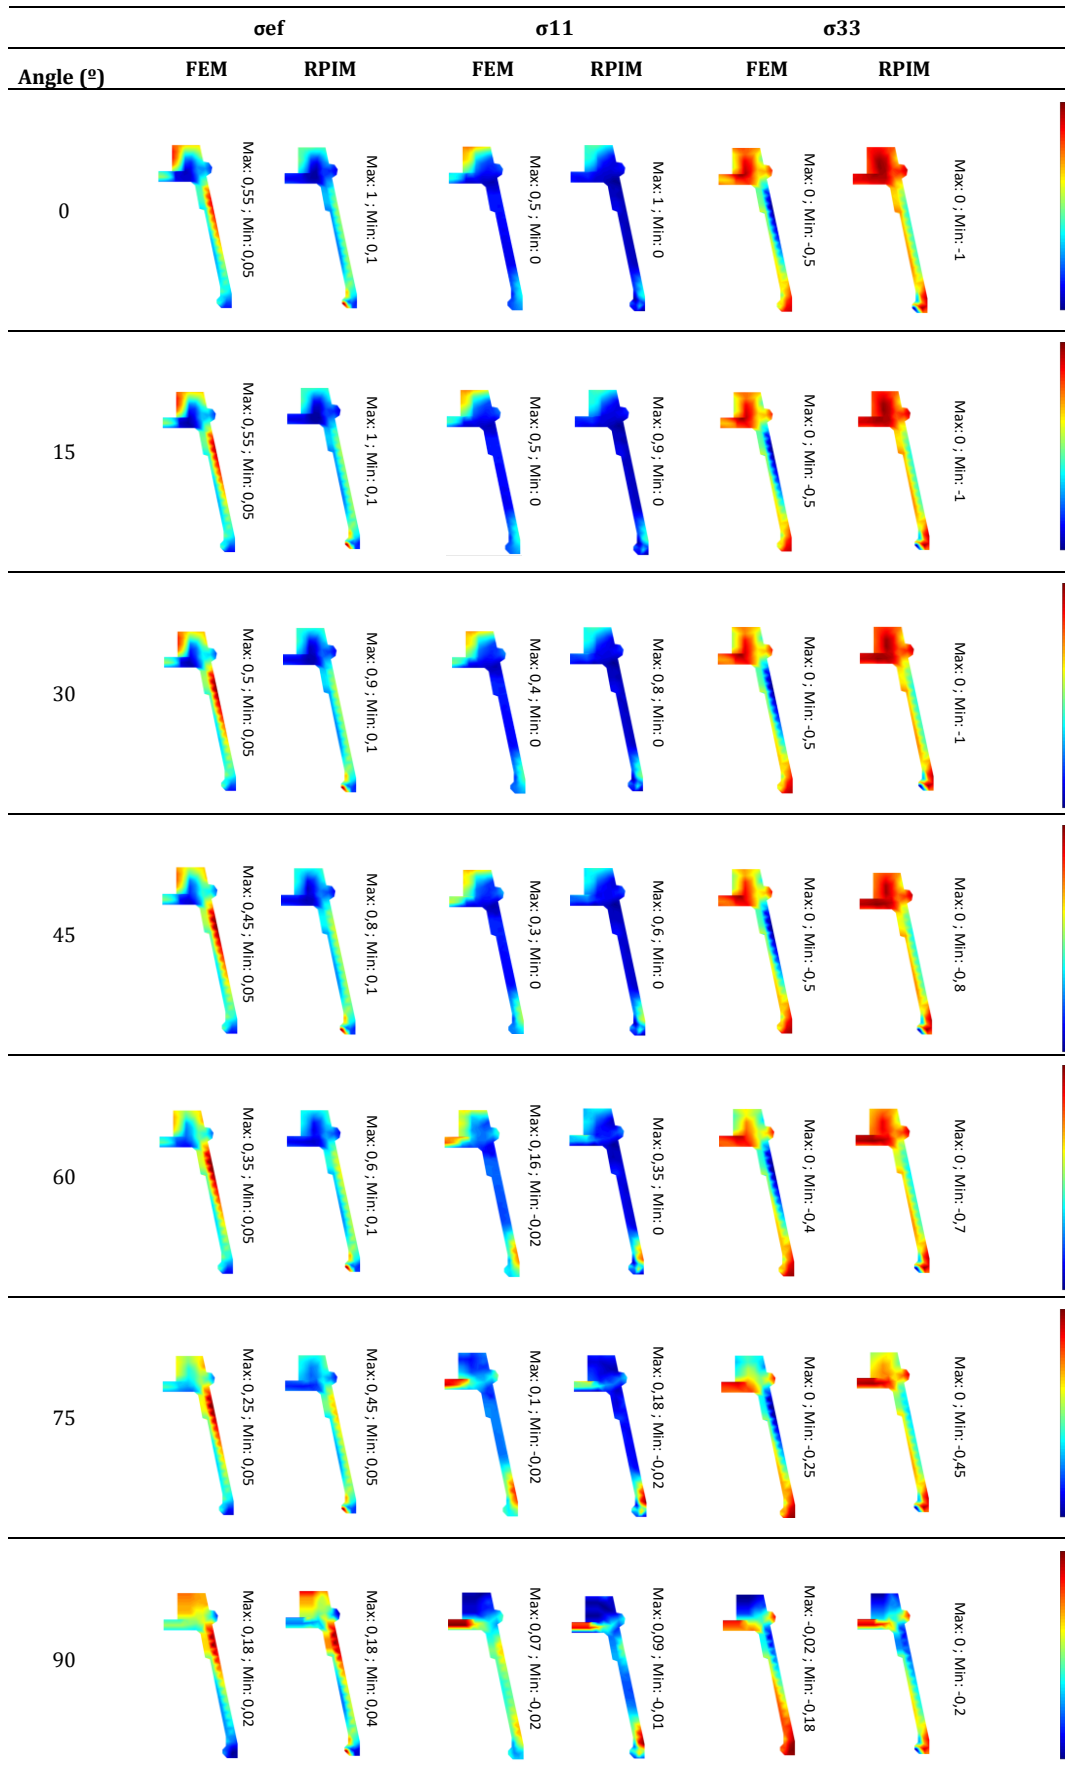 σef σ11 σ33
Angle (º) FEM RPIM FEM RPIM FEM RPIM
0
Max: 0,55 ; Min: 0,05
Max: 1 ; Min: 0,1
Max: 0,5 ; Min: 0
Max: 1 ; Min: 0
Max: 0 ; Min: -0,5
Max: 0 ; Min: -1
15
Max: 0,55 ; Min: 0,05
Max: 1 ; Min: 0,1
Max: 0,5 ; Min: 0
Max: 0,9 ; Min: 0
Max: 0 ; Min: -0,5
Max: 0 ; Min: -1
30
Max: 0,5 ; Min: 0,05
Max: 0,9 ; Min: 0,1
Max: 0,4 ; Min: 0
Max: 0,8 ; Min: 0
Max: 0 ; Min: -0,5
Max: 0 ; Min: -1
45
Max: 0,45 ; Min: 0,05
Max: 0,8 ; Min: 0,1
Max: 0,3 ; Min: 0
Max: 0,6 ; Min: 0
Max: 0 ; Min: -0,5
Max: 0 ; Min: -0,8
60
Max: 0,35 ; Min: 0,05
Max: 0,6 ; Min: 0,1
Max: 0,16 ; Min: -0,02
Max: 0,35 ; Min: 0
Max: 0 ; Min: -0,4
Max: 0 ; Min: -0,7
75
Max: 0,25 ; Min: 0,05
Max: 0,45 ; Min: 0,05
Max: 0,1 ; Min: -0,02
Max: 0,18 ; Min: -0,02
Max: 0 ; Min: -0,25
Max: 0 ; Min: -0,45
90
Max: 0,18 ; Min: 0,02
Max: 0,18 ; Min: 0,04
Max: 0,07 ; Min: -0,02
Max: 0,09 ; Min: -0,01
Max: -0,02 ; Min: -0,18
Max: 0 ; Min: -0,2